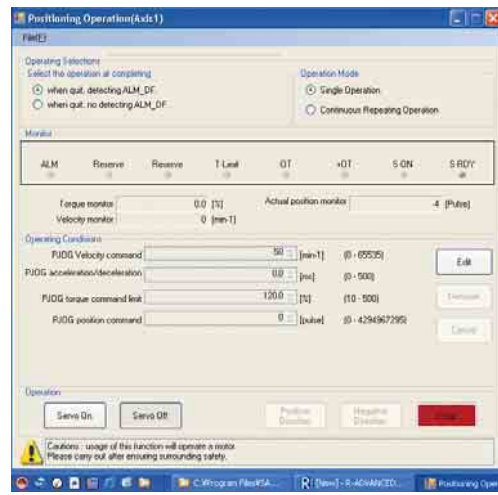 Positioning Operation(Axis1)
File(F)
Operating Selections
Select the operation at completing
when quit, detecting ALM_DF.
when quit, no detecting ALM_DF.
Operation Mode
Single Operation
Continuous Repeating Operation
Monitor
ALM Reserve Reserve T-Limit OT +OT S-ON S-RDY
Torque monitor 0.0 [%] Actual position monitor -4 [Pulse]
Velocity monitor 0 [min-1]
Operating Conditions
PJOG Velocity command 50 [min-1] (0 - 65535) Edit
PJOG acceleration/deceleration 0.0 [ms] (0 - 500)
PJOG torque command limit 120.0 [%] (10 - 500)
PJOG position command 0 [pulse] (0 - 4294967295) Cancel
Operation
Servo On. Servo Off. Positive Direction Negative Direction
Cautions : usage of this function will operate a motor.
Please carry out after ensuring surrounding safety.
[New] - R-ADVANCED... Positioning Oper